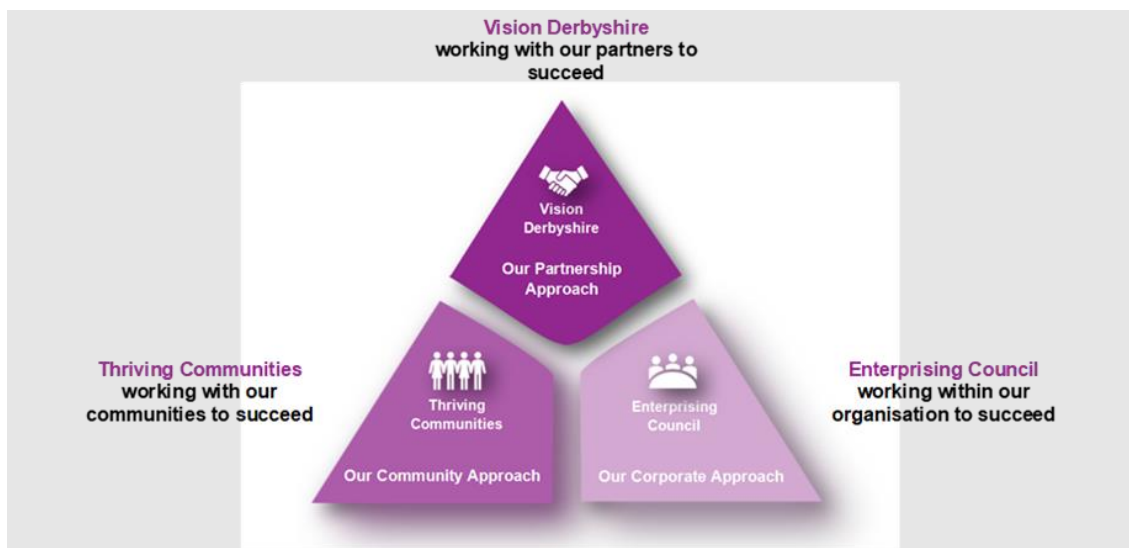 Vision Derbyshire
working with our partners to
succeed
Vision
Derbyshire
Our Partnership
Approach
Thriving Communities
working with our
communities to succeed
Thriving
Communities
Our Community Approach
Enterprising
Council
Our Corporate Approach
Enterprising Council
working within our
organisation to succeed